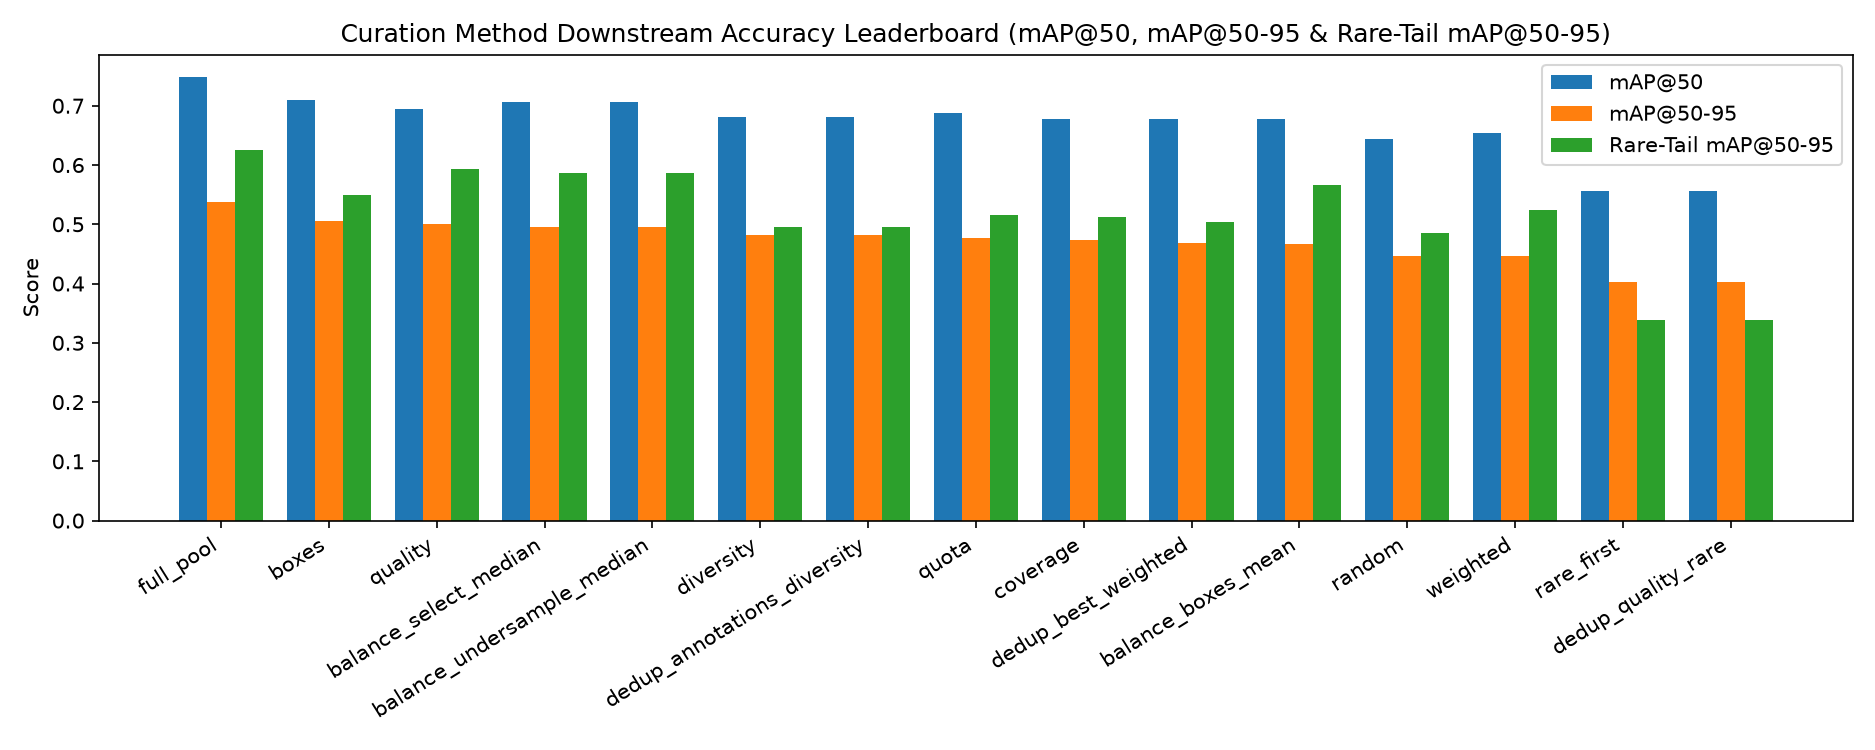 Curation Method Downstream Accuracy Leaderboard (mAP@50, mAP@50-95 & Rare-Tail mAP@50-95)
mAP@50
mAP@50-95
Rare-Tail mAP@50-95
Score
0.7
0.6
0.5
0.4
0.3
0.2
0.1
0.0
full_pool
boxes
quality
balance_select_median
balance_undersample_median
diversity
dedup_annotations_diversity
quota
coverage
dedup_best_weighted
balance_boxes_mean
random
weighted
rare_first
dedup_quality_rare